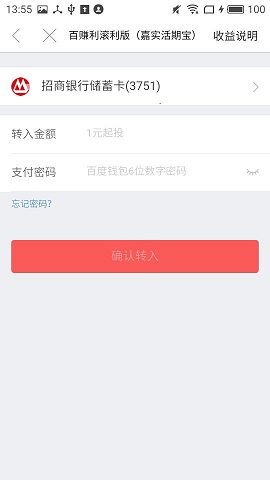 13:55 100
百赚利滚利版（嘉实活期宝） 收益说明
招商银行储蓄卡(3751)
转入金额 1元起投
支付密码 百度钱包6位数字密码
忘记密码?
确认转入